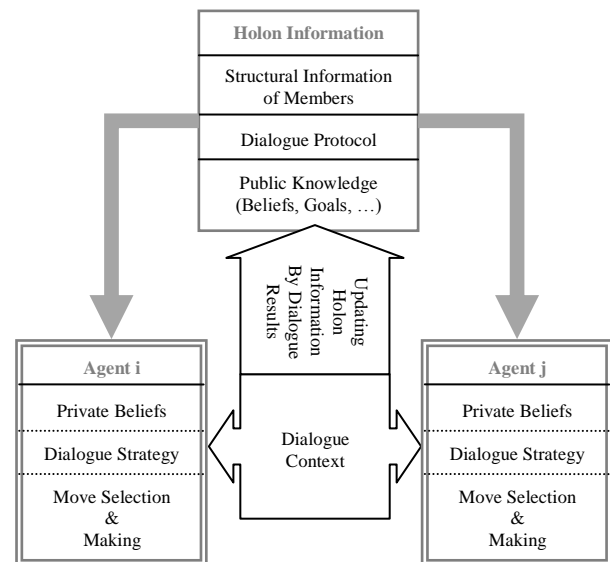 Holon Information
Structural Information
of Members
Dialogue Protocol
Public Knowledge
(Beliefs, Goals, …)
Updating
Holon
Information
By Dialogue
Results
Agent i
Private Beliefs
Dialogue Strategy
Move Selection
&
Making
Dialogue
Context
Agent j
Private Beliefs
Dialogue Strategy
Move Selection
&
Making